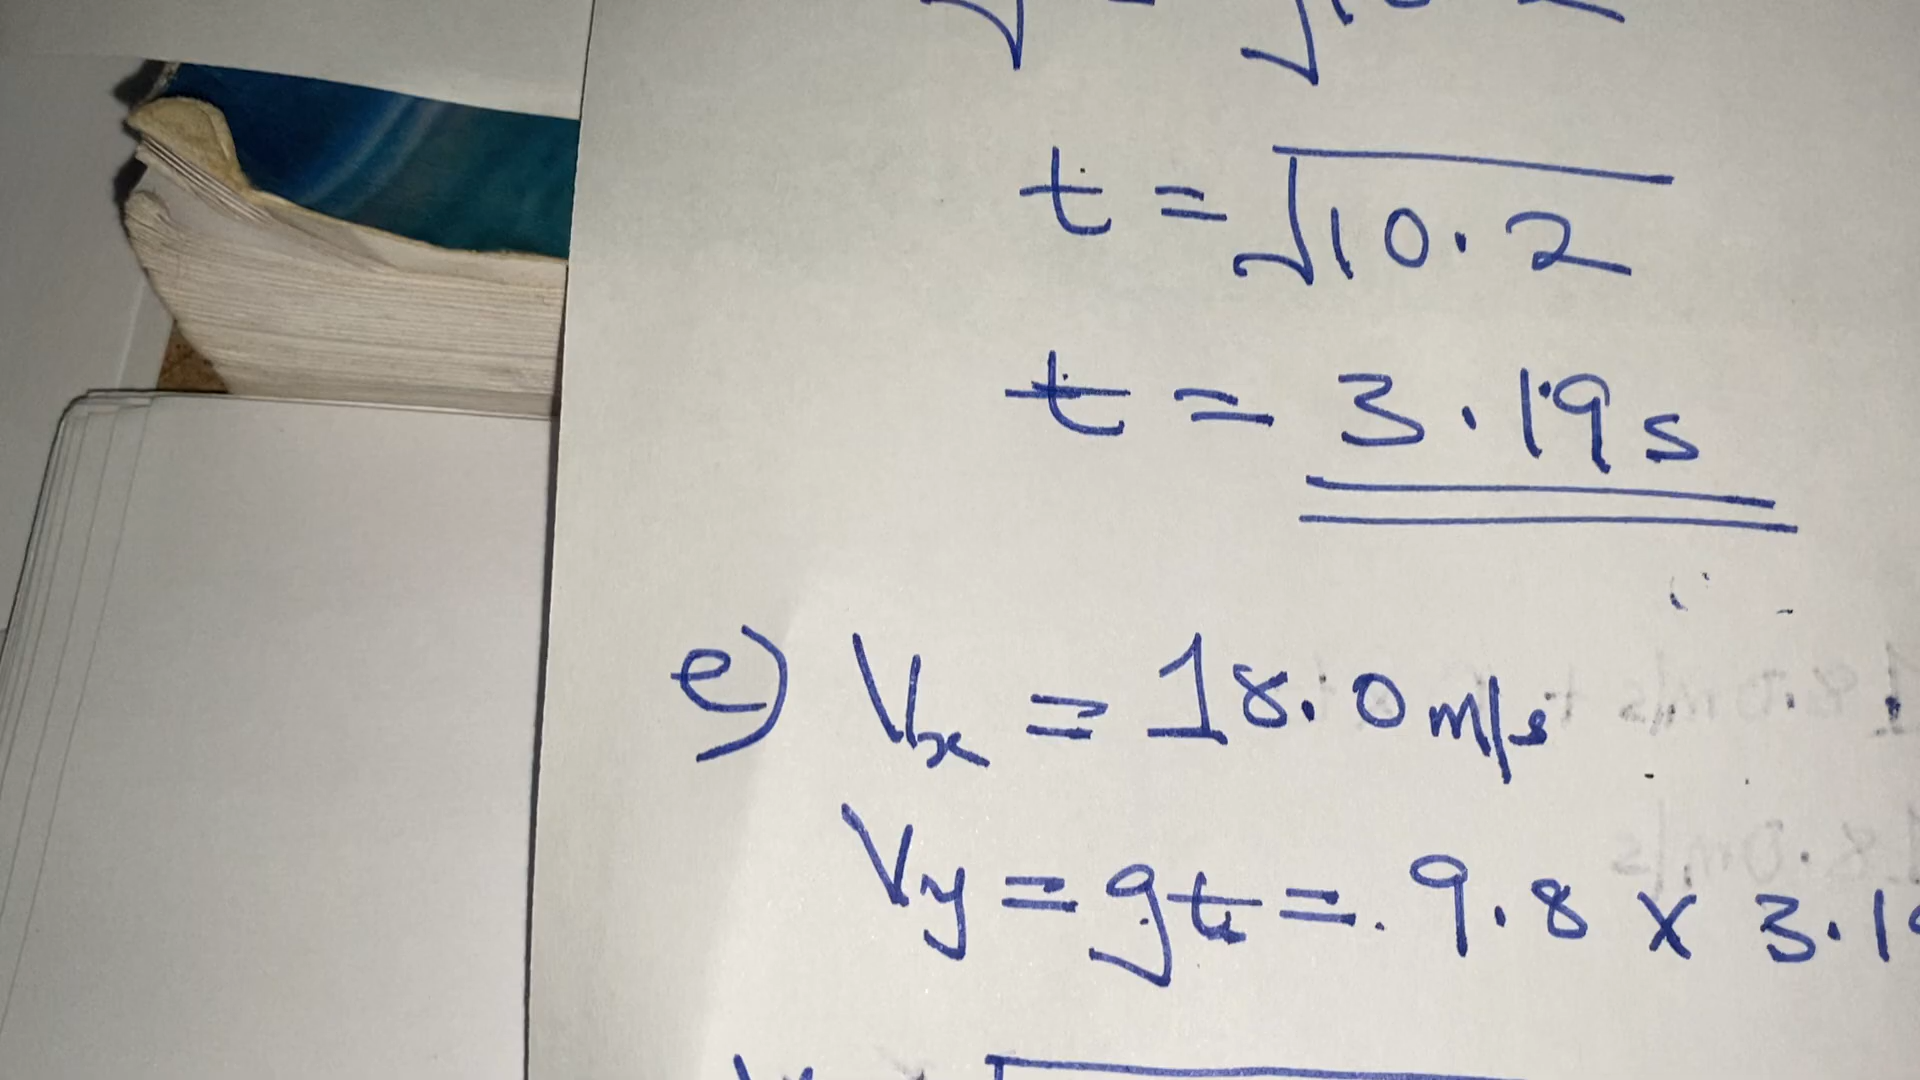 t = √10.2
t = 3.19s
e) Vx = 18.0 m/s
Vy = gt = 9.8 x 3.1